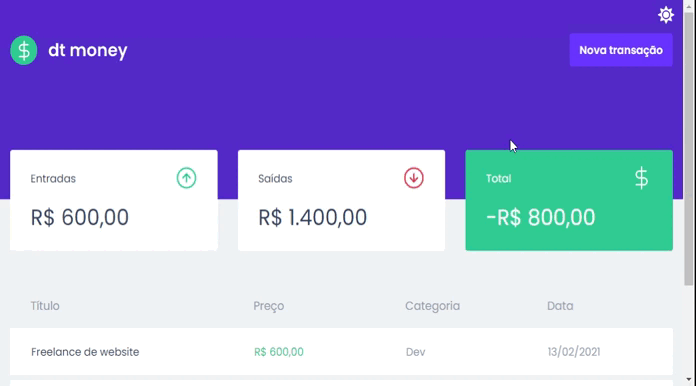 dt money
Nova transação
Entradas
R$ 600,00
Saídas
R$ 1.400,00
Total
-R$ 800,00
Título Preço Categoria Data
Freelance de website R$ 600,00 Dev 13/02/2021